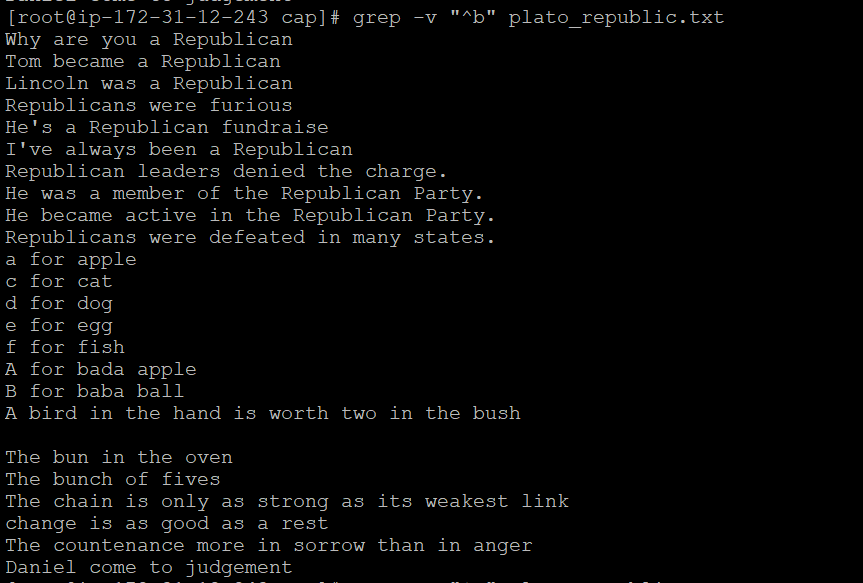 [root@ip-172-31-12-243 cap]# grep -v "^b" plato_republic.txt
Why are you a Republican
Tom became a Republican
Lincoln was a Republican
Republicans were furious
He's a Republican fundraise
I've always been a Republican
Republican leaders denied the charge.
He was a member of the Republican Party.
He became active in the Republican Party.
Republicans were defeated in many states.
a for apple
c for cat
d for dog
e for egg
f for fish
A for bada apple
B for baba ball
A bird in the hand is worth two in the bush
The bun in the oven
The bunch of fives
The chain is only as strong as its weakest link
change is as good as a rest
The countenance more in sorrow than in anger
Daniel come to judgement